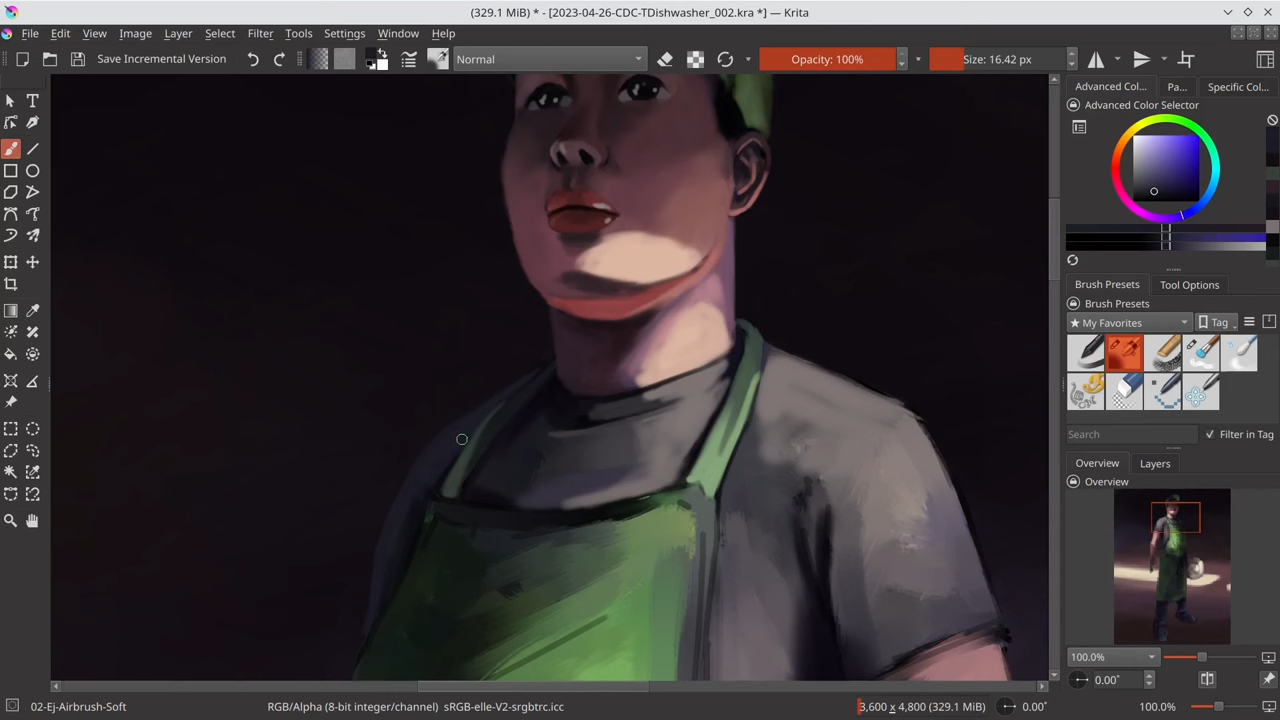 (329.1 MiB) * - [2023-04-26-CDC-TDishwasher_002.kra *] — Krita
File Edit View Image Layer Select Filter Tools Settings Window Help
Save Incremental Version Normal Opacity: 100% Size: 16.42 px
Advanced Col... Pa... Specific Col...
Advanced Color Selector
Brush Presets Tool Options
Brush Presets
★ My Favorites Tag
Search Filter in Tag
Overview Layers
Overview
100.0%
0.00°
02-Ej-Airbrush-Soft RGB/Alpha (8-bit integer/channel) sRGB-elle-V2-srgbtrc.icc 3,600 x 4,800 (329.1 MiB) 0.00° 100.0%